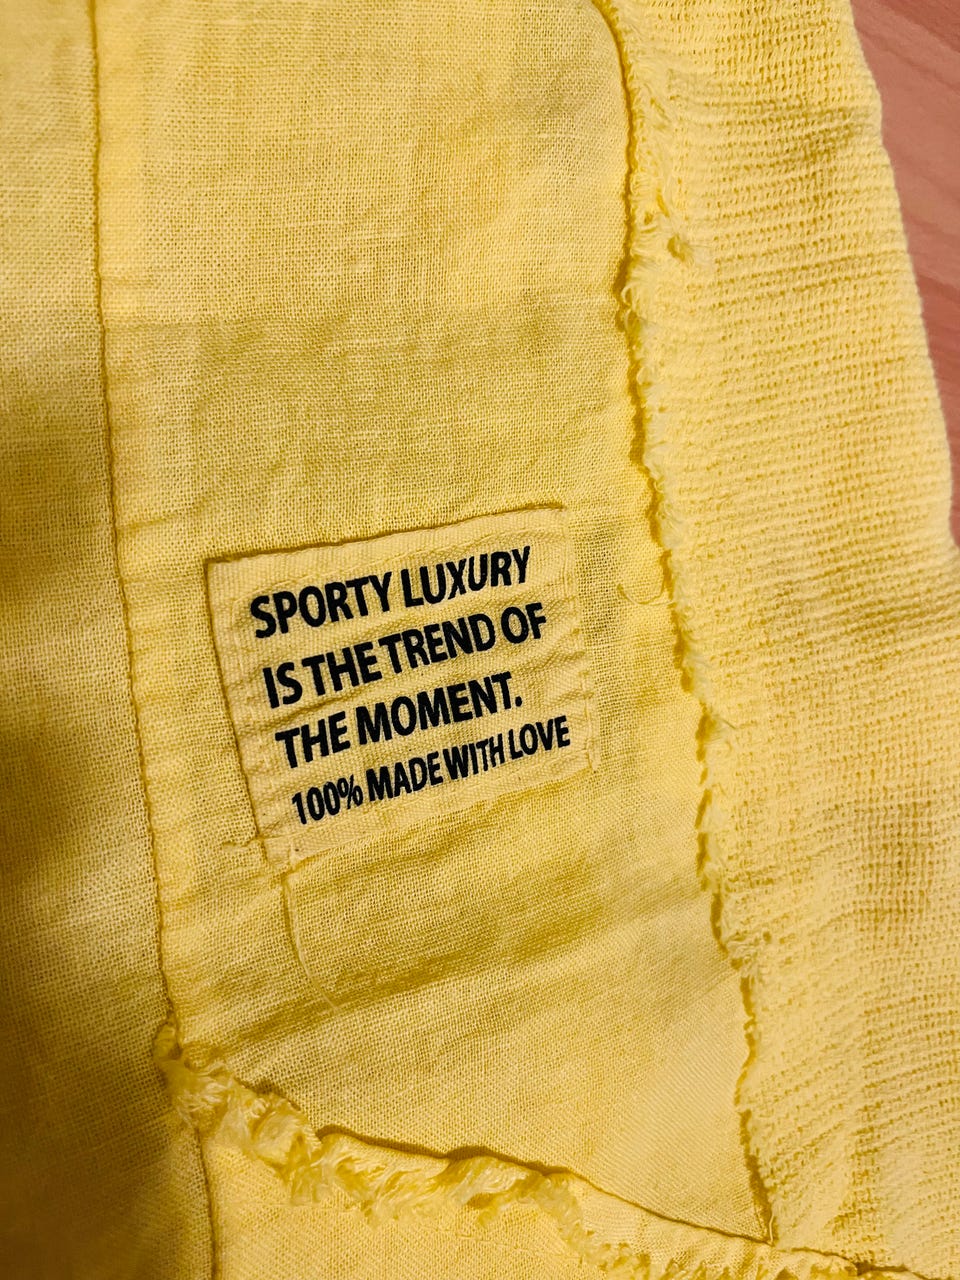 SPORTY LUXURY
IS THE TREND OF
THE MOMENT.
100% MADE WITH LOVE